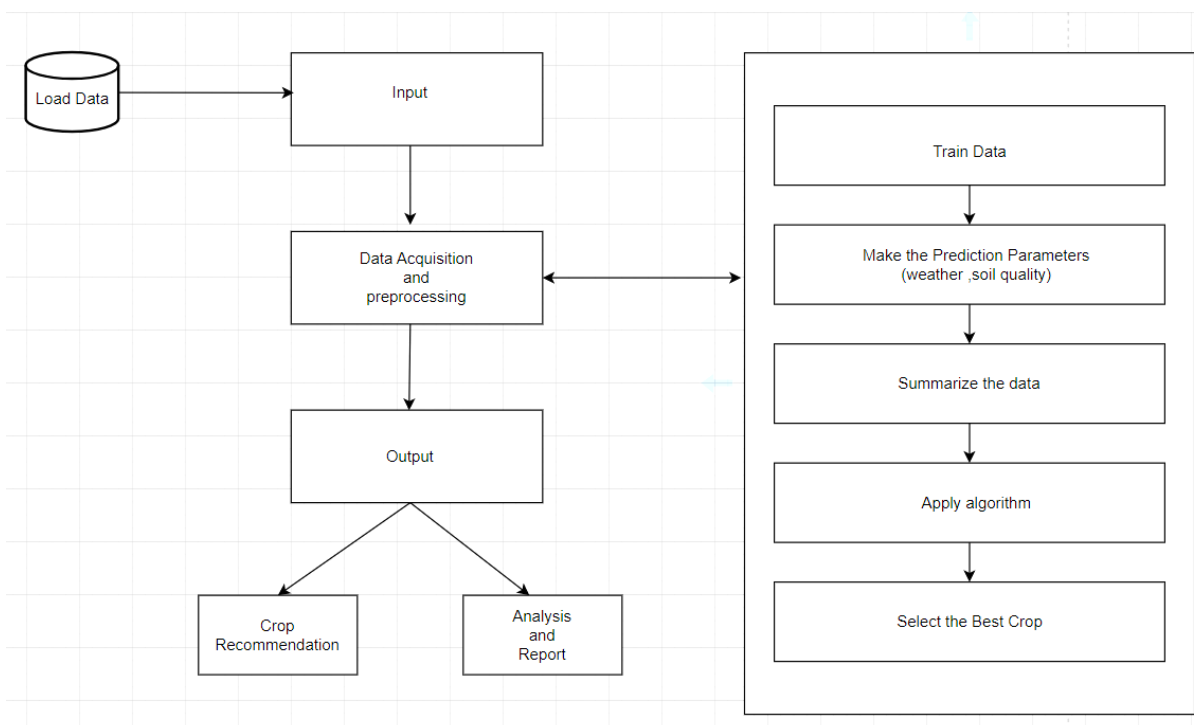 Load Data
Input
Data Acquisition
and
preprocessing
Output
Crop
Recommendation
Analysis
and
Report
Train Data
Make the Prediction Parameters
(weather ,soil quality)
Summarize the data
Apply algorithm
Select the Best Crop